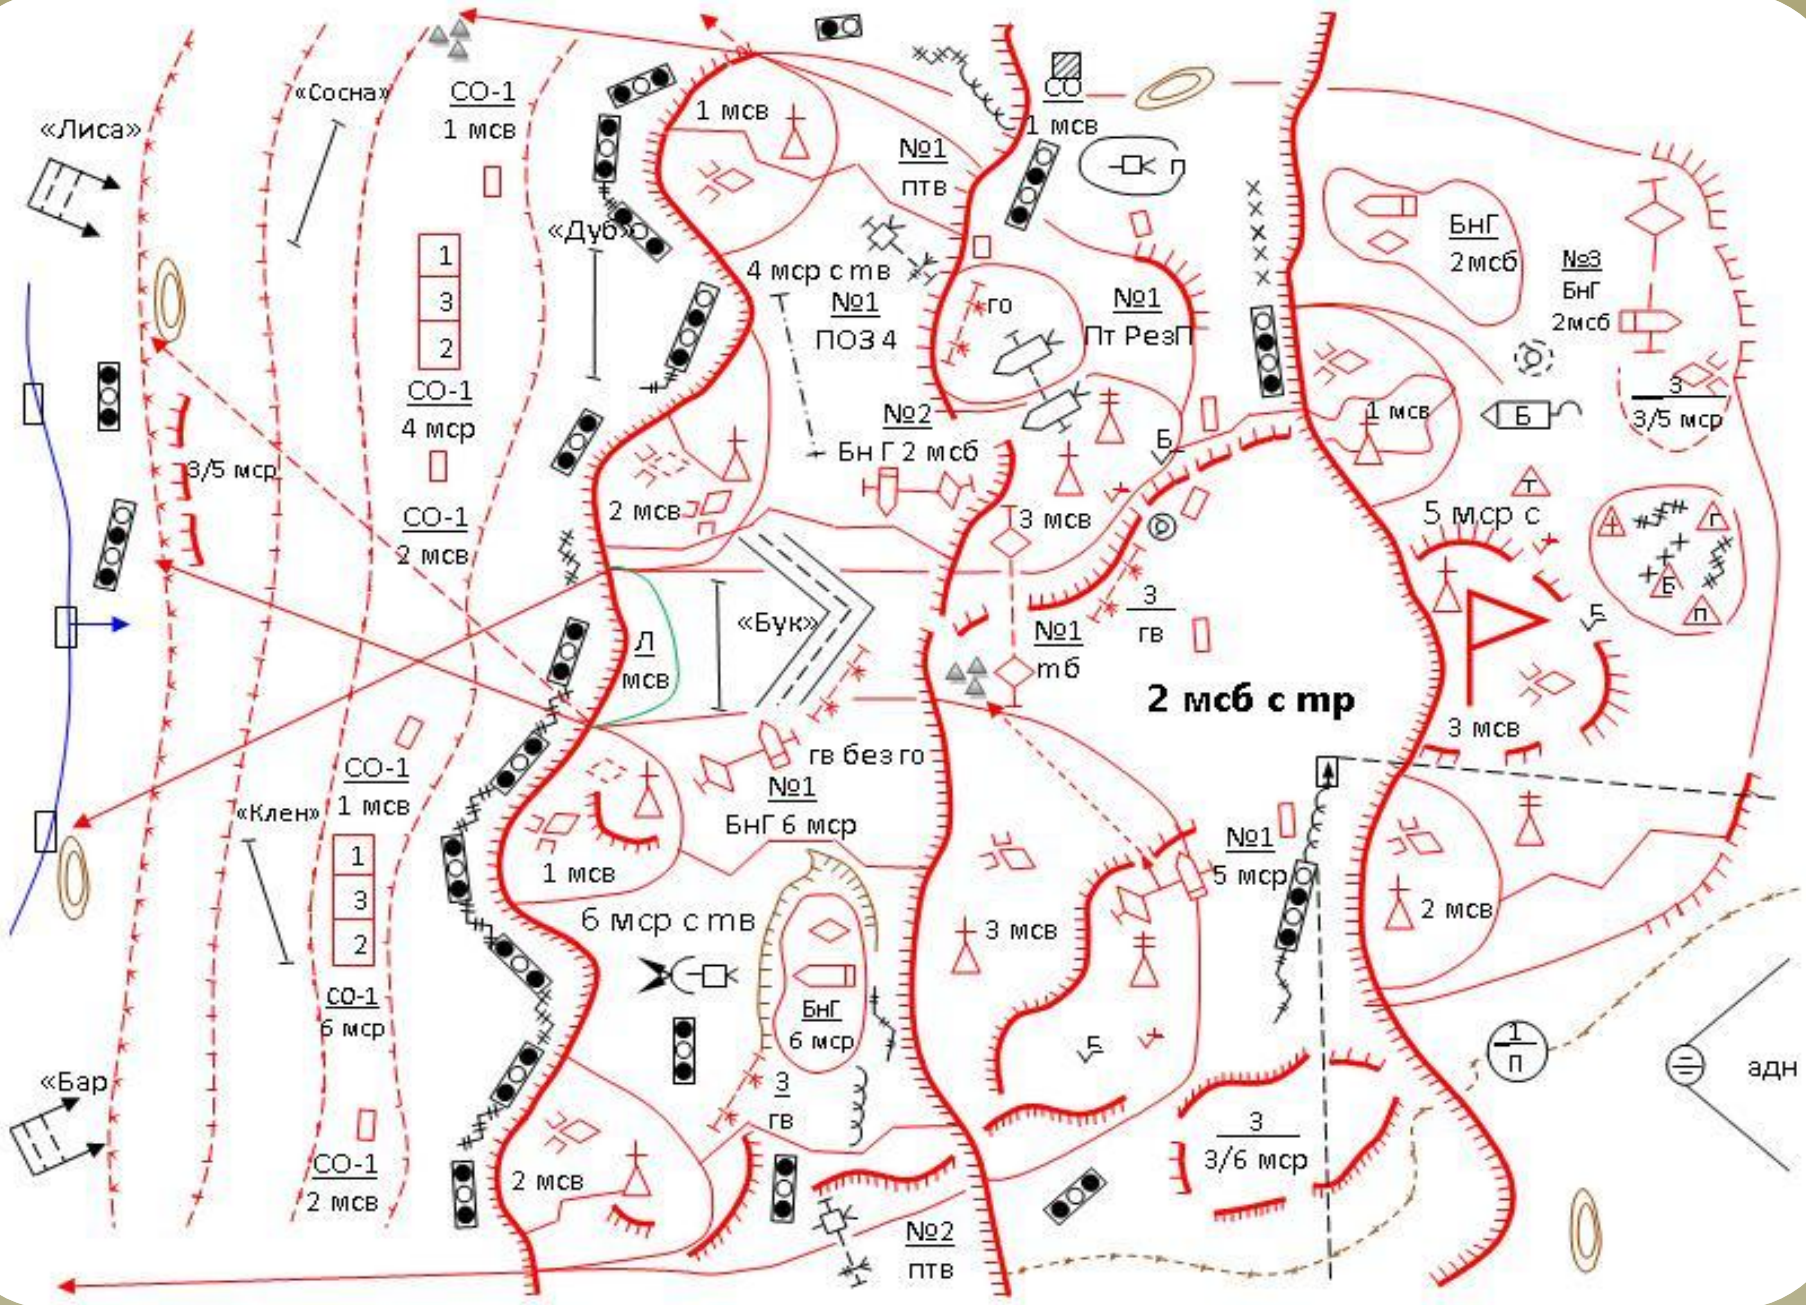 «Лиса»
«Сосна»
СО-1
1 мсв
«Дуб»
1
3
2
СО-1
4 мср
СО-1
2 мсв
3/5 мср
1 мсв
№1
птв
4 мср с тв
№1
ПОЗ 4
№2
Бн Г 2 мсб
2 мсв
СО
1 мсв
П
го
№1
Пт РезП
Б
3 мсв
3
гв
№1
тб
2 мсб с тр
БнГ
2мсб
№3
БнГ
2мсб
3
3/5 мср
1 мсв
Б
Т
5 мср с
Г
Б
П
Б
3 мсв
Л
мсв
«Бук»
гв без го
№1
БнГ 6 мср
1 мсв
6 мср с тв
БнГ
6 мср
3
гв
2 мсв
№2
птв
СО-1
1 мсв
«Клен»
1
3
2
СО-1
6 мср
СО-1
2 мсв
«Бар
3 мсв
Б
№1
5 мср
2 мсв
3
3/6 мср
1
П
адн